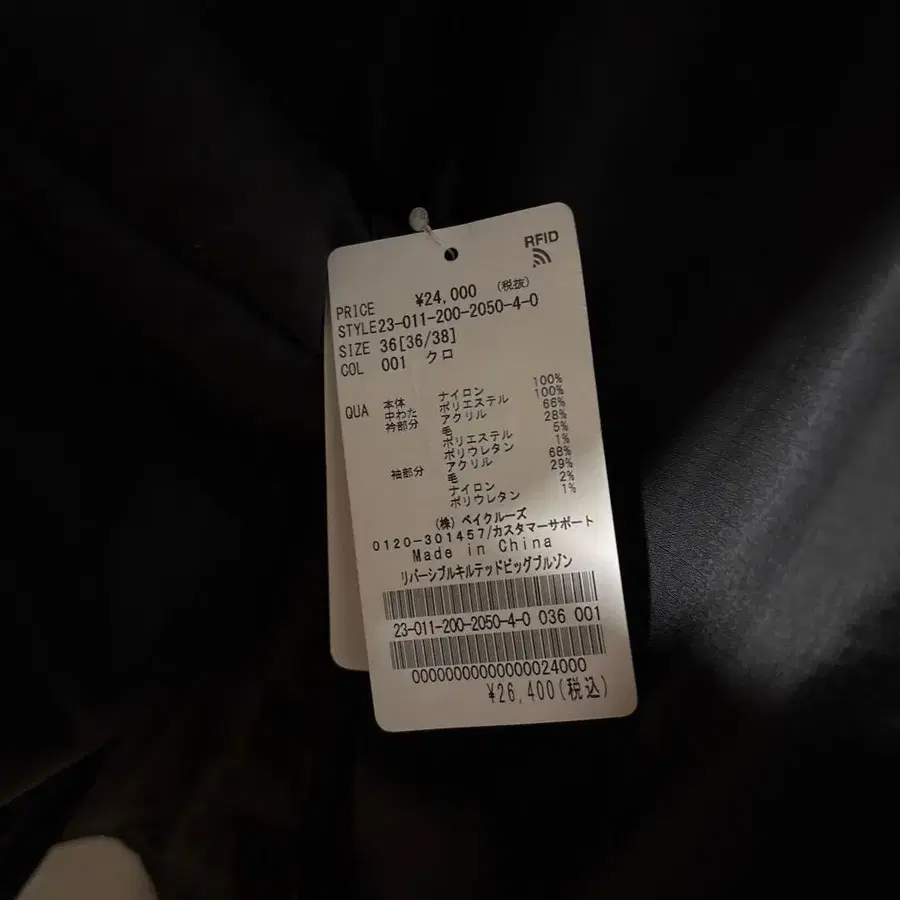 RFID
PRICE ¥24,000 (税抜)
STYLE23-011-200-2050-4-0
SIZE 36[36/38]
COL 001 クロ
QUA 本体 ナイロン 100%
中わた ポリエステル 100%
衿部分 アクリル 66%
毛 28%
ポリエステル 5%
ポリウレタン 1%
袖部分 アクリル 68%
毛 29%
ナイロン 2%
ポリウレタン 1%
(株) ベイクルーズ
0120-301457/カスタマーサポート
Made in China
リバーシブルキルテッドビッグブルゾン
23-011-200-2050-4-0 036 001
00000000000000024000
¥26,400(税込)